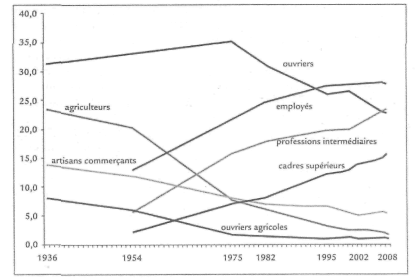 40,0
35,0
ouvriers
30,0
agriculteurs
employés
25,0
20,0
professions intermédiaires
artisans commerçants
cadres supérieurs
15,0
10,0
5,0
ouvriers agricoles
0,0
1936 1954 1975 1982 1995 2002 2008